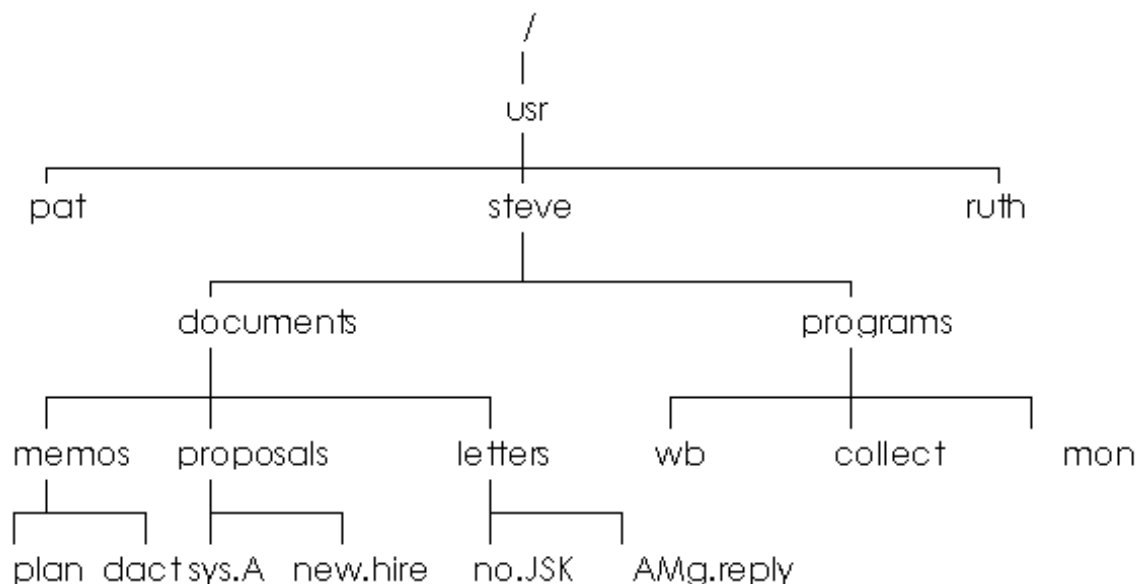 /
usr
pat steve ruth
documents programs
memos proposals letters wb collect mon
plan dact sys.A new.hire no.JSK AMg.reply